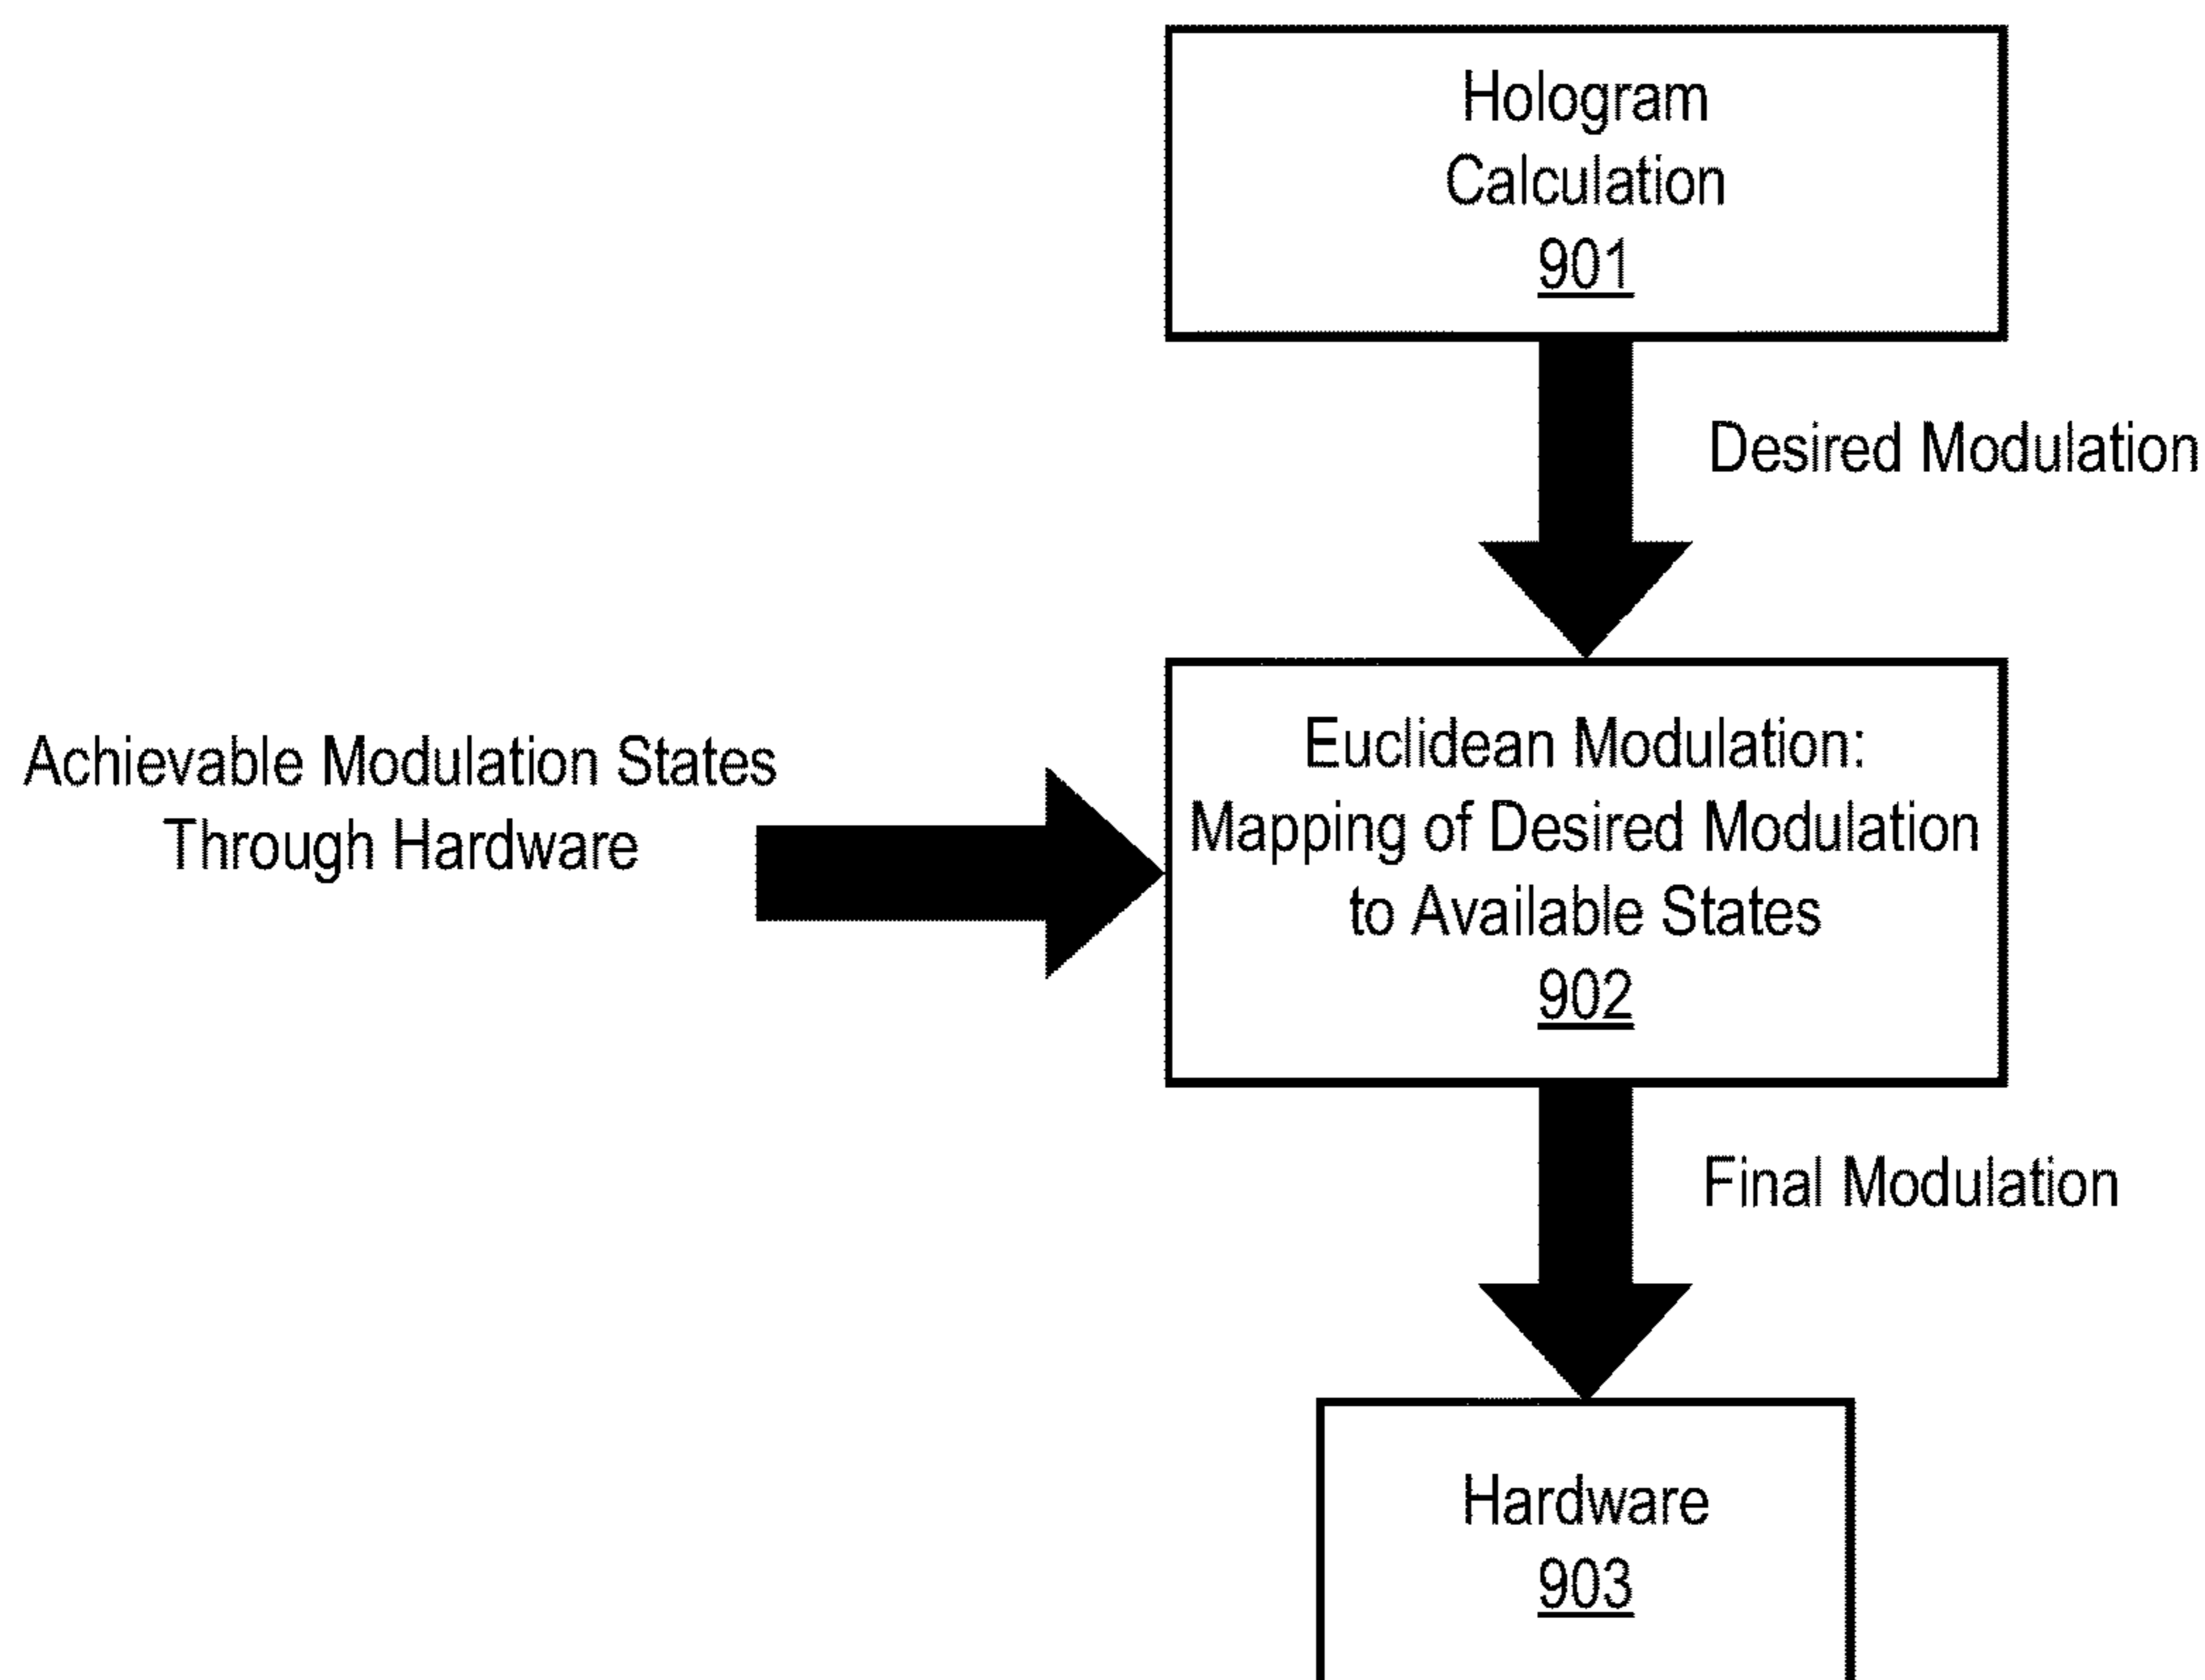 Hologram
Calculation
901
Desired Modulation
Achievable Modulation States
Through Hardware
Euclidean Modulation:
Mapping of Desired Modulation
to Available States
902
Final Modulation
Hardware
903